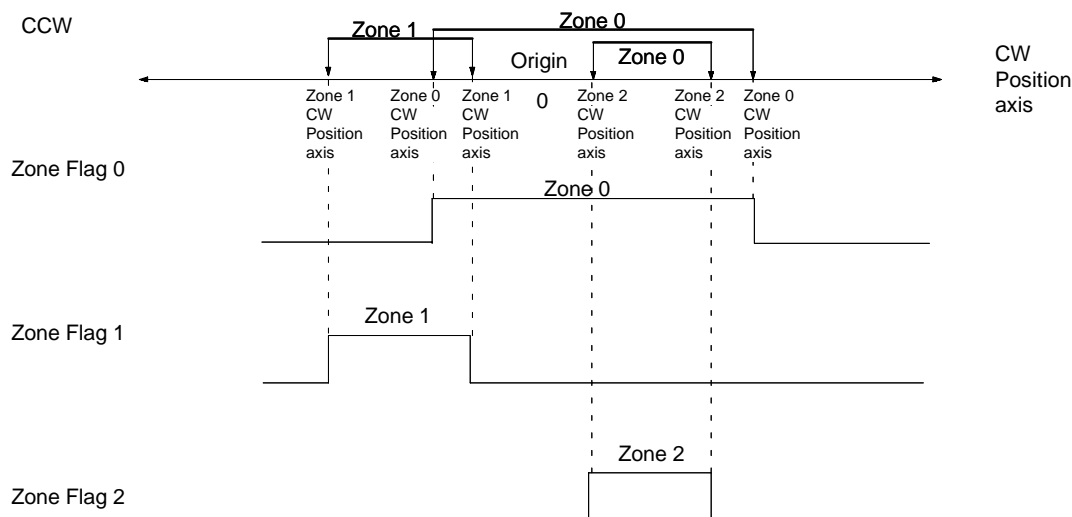 CCW
Zone 1
Zone 0
Origin
0
Zone 0
CW
Position
axis
Zone 1
CW
Position
axis
Zone 0
CW
Position
axis
Zone 1
CW
Position
axis
Zone 2
CW
Position
axis
Zone 2
CW
Position
axis
Zone 0
CW
Position
axis
Zone Flag 0
Zone 0
Zone Flag 1
Zone 1
Zone Flag 2
Zone 2